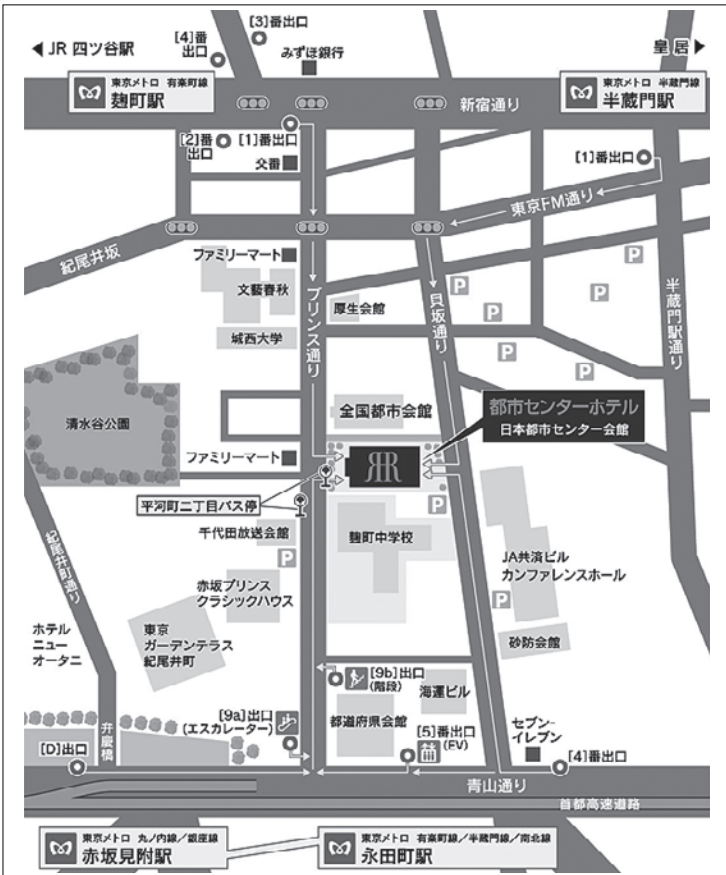 [3]番出口
◀ JR 四ツ谷駅
[4]番
出口
みずほ銀行
皇居▶
東京メトロ 有楽町線
麹町駅
東京メトロ 半蔵門線
半蔵門駅
新宿通り
[2]番
出口
[1]番出口
交番
[1]番出口
東京FM通り
紀尾井坂
ファミリーマート
文藝春秋
プリンス通り
厚生会館
貝坂通り
P
P
P
P
P
半蔵門駅通り
城西大学
清水谷公園
全国都市会館
都市センターホテル
日本都市センター会館
ファミリーマート
平河町二丁目バス停
P
千代田放送会館
麹町中学校
P
JA共済ビル
カンファレンスホール
紀尾井町通り
赤坂プリンス
クラシックハウス
P
ホテル
ニュー
オータニ
東京
ガーデンテラス
紀尾井町
砂防会館
[9b]出口
(階段)
海運ビル
[9a]出口
(エスカレーター)
都道府県会館
[5]番出口
(EV)
セブン-
イレブン
[D]出口
弁慶橋
[4]番出口
青山通り
首都高速道路
東京メトロ 丸ノ内線/銀座線
赤坂見附駅
東京メトロ 有楽町線/半蔵門線/南北線
永田町駅